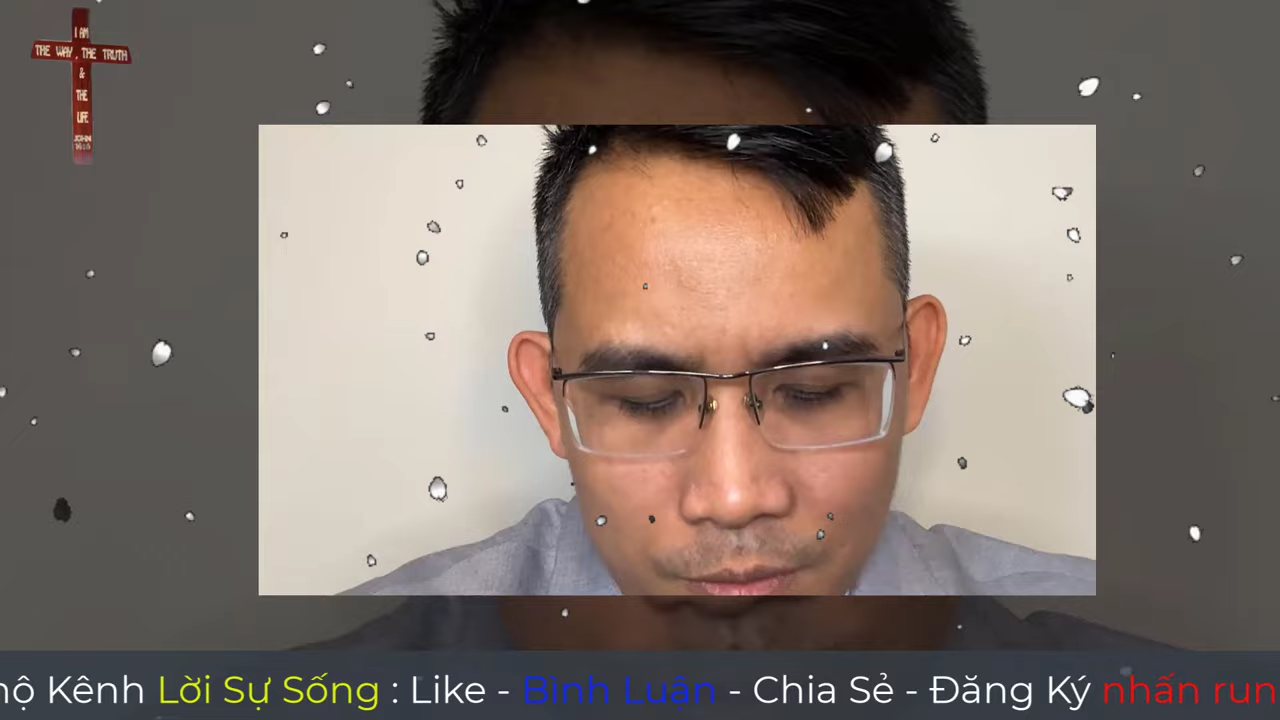 I AM
THE WAY, THE TRUTH
&
THE
LIFE
JOHN
hộ Kênh Lời Sự Sống : Like - Bình Luận - Chia Sẻ - Đăng Ký nhấn run